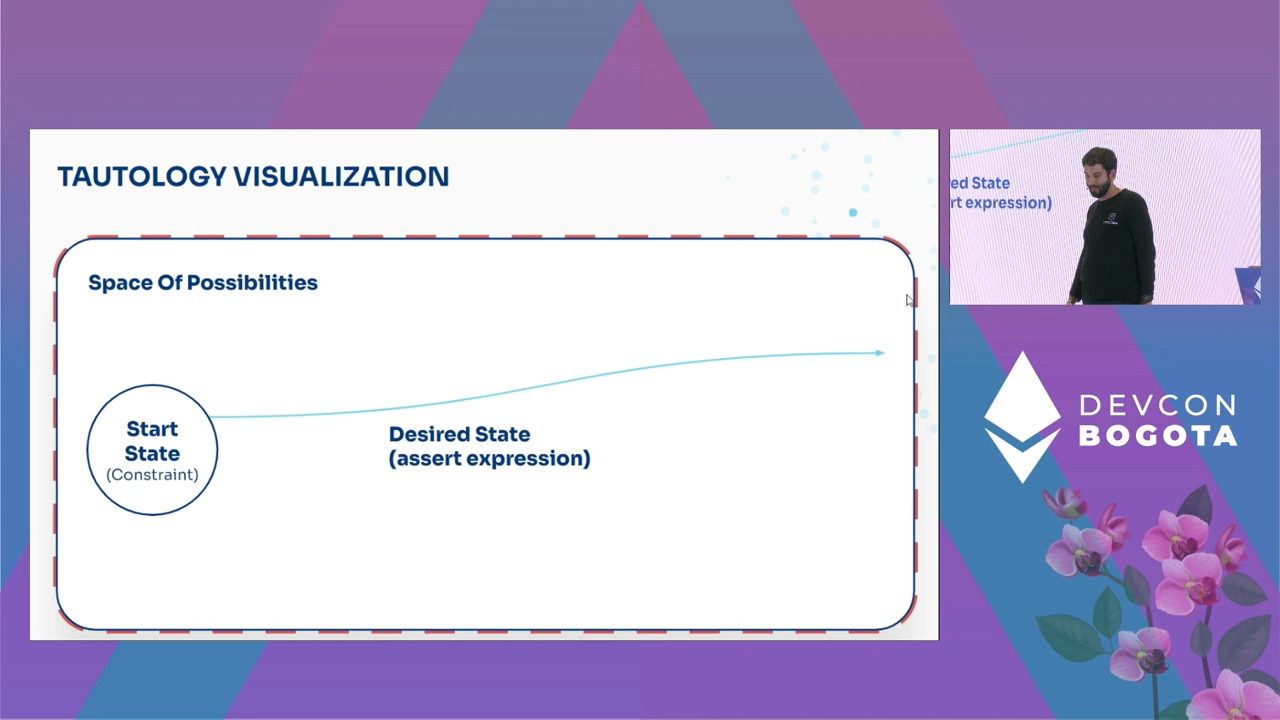 TAUTOLOGY VISUALIZATION
Space Of Possibilities
Start
State
(Constraint)
Desired State
(assert expression)
ed State
rt expression)
DEVCON
BOGOTA